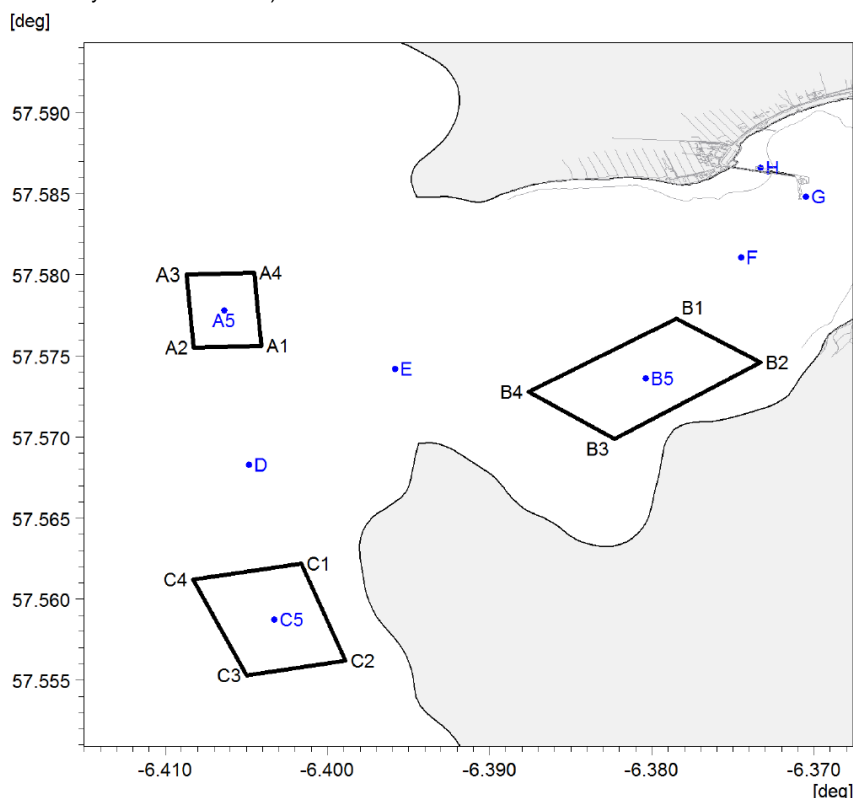 [deg]
57.590
57.585
57.580
57.575
57.570
57.565
57.560
57.555
H
G
F
A3
A4
A5
A2
A1
B1
B2
B5
B4
B3
E
D
C1
C4
C5
C3
C2
-6.410
-6.400
-6.390
-6.380
-6.370
[deg]